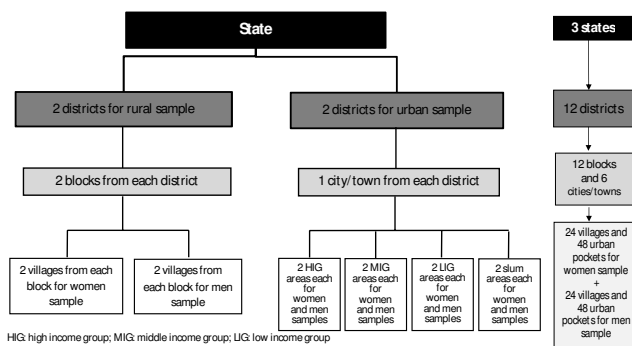 State
2 districts for rural sample
2 districts for urban sample
2 blocks from each district
1 city/town from each district
2 villages from each
block for women
sample
2 villages from
each block for men
sample
2 HIG
areas each
for
women
and men
samples
2 MIG
areas each
for
women
and men
samples
2 LIG
areas each
for
women
and men
samples
2 slum
areas each
for
women
and men
samples
HIG: high income group; MIG: middle income group; LIG: low income group
3 states
12 districts
12 blocks
and 6
cities/towns
24 villages and
48 urban
pockets for
women sample
+
24 villages and
48 urban
pockets for men
sample